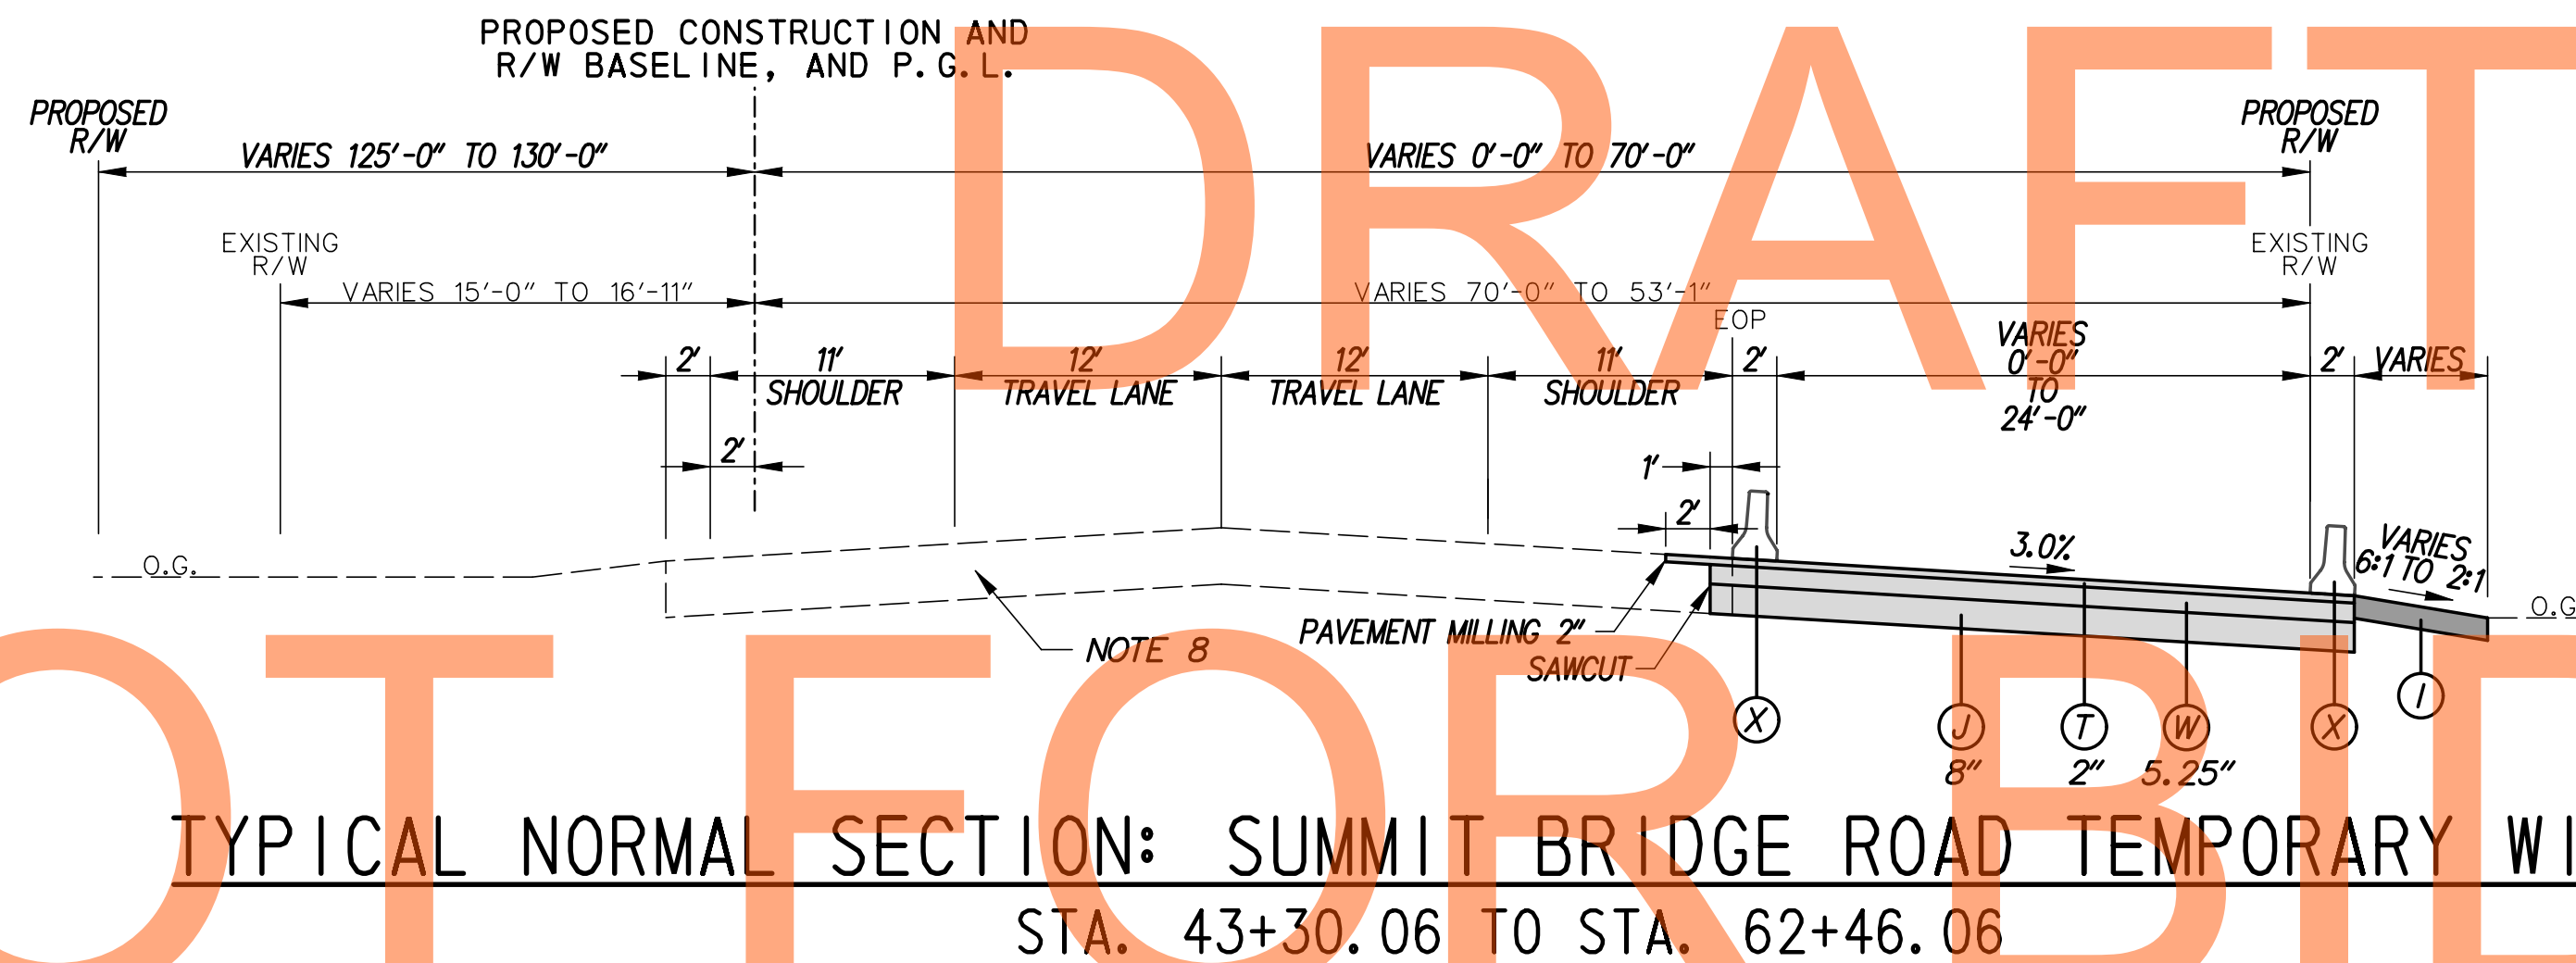 PROPOSED CONSTRUCTION AND
R/W BASELINE, AND P.G.L.
DRAFT
PROPOSED
R/W
VARIES 125'-0" TO 130'-0"
VARIES 0'-0" TO 70'-0"
PROPOSED
R/W
EXISTING
R/W
VARIES 15'-0" TO 16'-11"
VARIES 70'-0" TO 53'-1"
EXISTING
R/W
EOP
2'
11'
SHOULDER
12'
TRAVEL LANE
12'
TRAVEL LANE
11'
SHOULDER
2'
VARIES
0'-0"
TO
24'-0"
2'
VARIES
2'
1'
2'
O.G.
3.0%
VARIES
6:1 TO 2:1
O.G
NOTE 8
PAVEMENT MILLING 2"
SAWCUT
X
J
8"
T
2"
W
5.25"
X
I
OT FOR BID
TYPICAL NORMAL SECTION: SUMMIT BRIDGE ROAD TEMPORARY WI
STA. 43+30.06 TO STA. 62+46.06